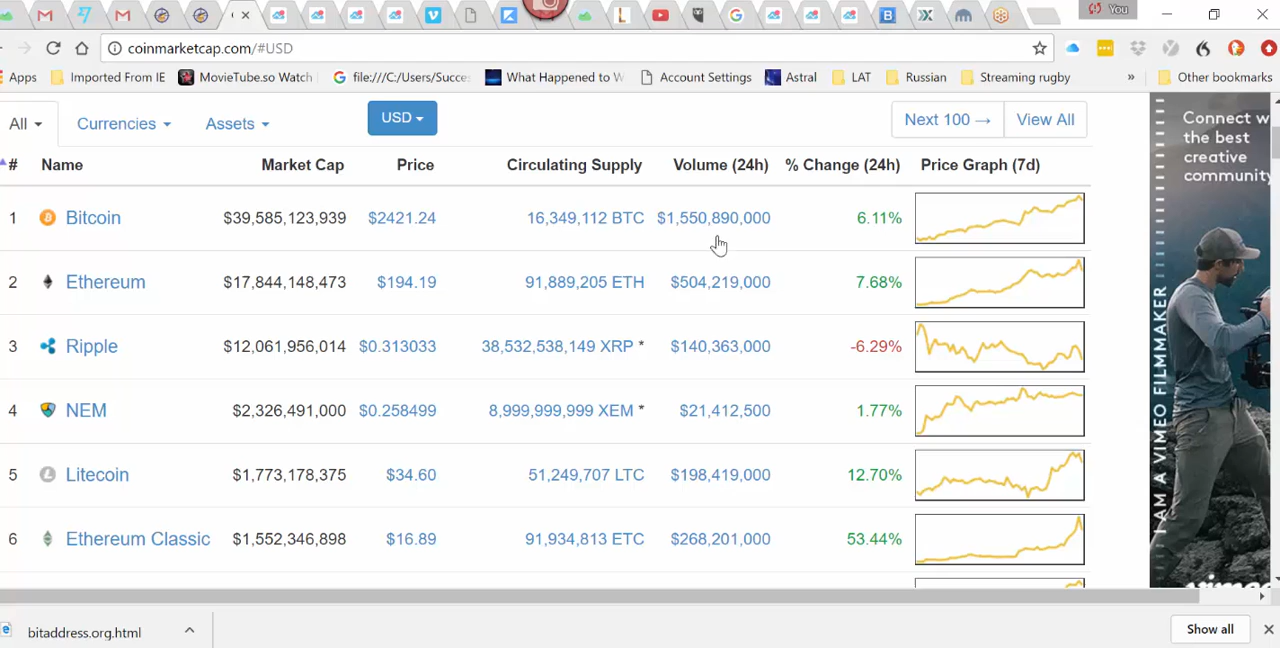 You
coinmarketcap.com/#USD
Apps Imported From IE MovieTube.so Watch file:///C:/Users/Succe What Happened to W Account Settings Astral LAT Russian Streaming rugby » Other bookmarks
All Currencies Assets USD Next 100 → View All
# Name Market Cap Price Circulating Supply Volume (24h) % Change (24h) Price Graph (7d)
1 Bitcoin $39,585,123,939 $2421.24 16,349,112 BTC $1,550,890,000 6.11%
2 Ethereum $17,844,148,473 $194.19 91,889,205 ETH $504,219,000 7.68%
3 Ripple $12,061,956,014 $0.313033 38,532,538,149 XRP * $140,363,000 -6.29%
4 NEM $2,326,491,000 $0.258499 8,999,999,999 XEM * $21,412,500 1.77%
5 Litecoin $1,773,178,375 $34.60 51,249,707 LTC $198,419,000 12.70%
6 Ethereum Classic $1,552,346,898 $16.89 91,934,813 ETC $268,201,000 53.44%
Connect w
the best
creative
community
I AM A VIMEO FILMMAKER
vimeo
bitaddress.org.html
Show all